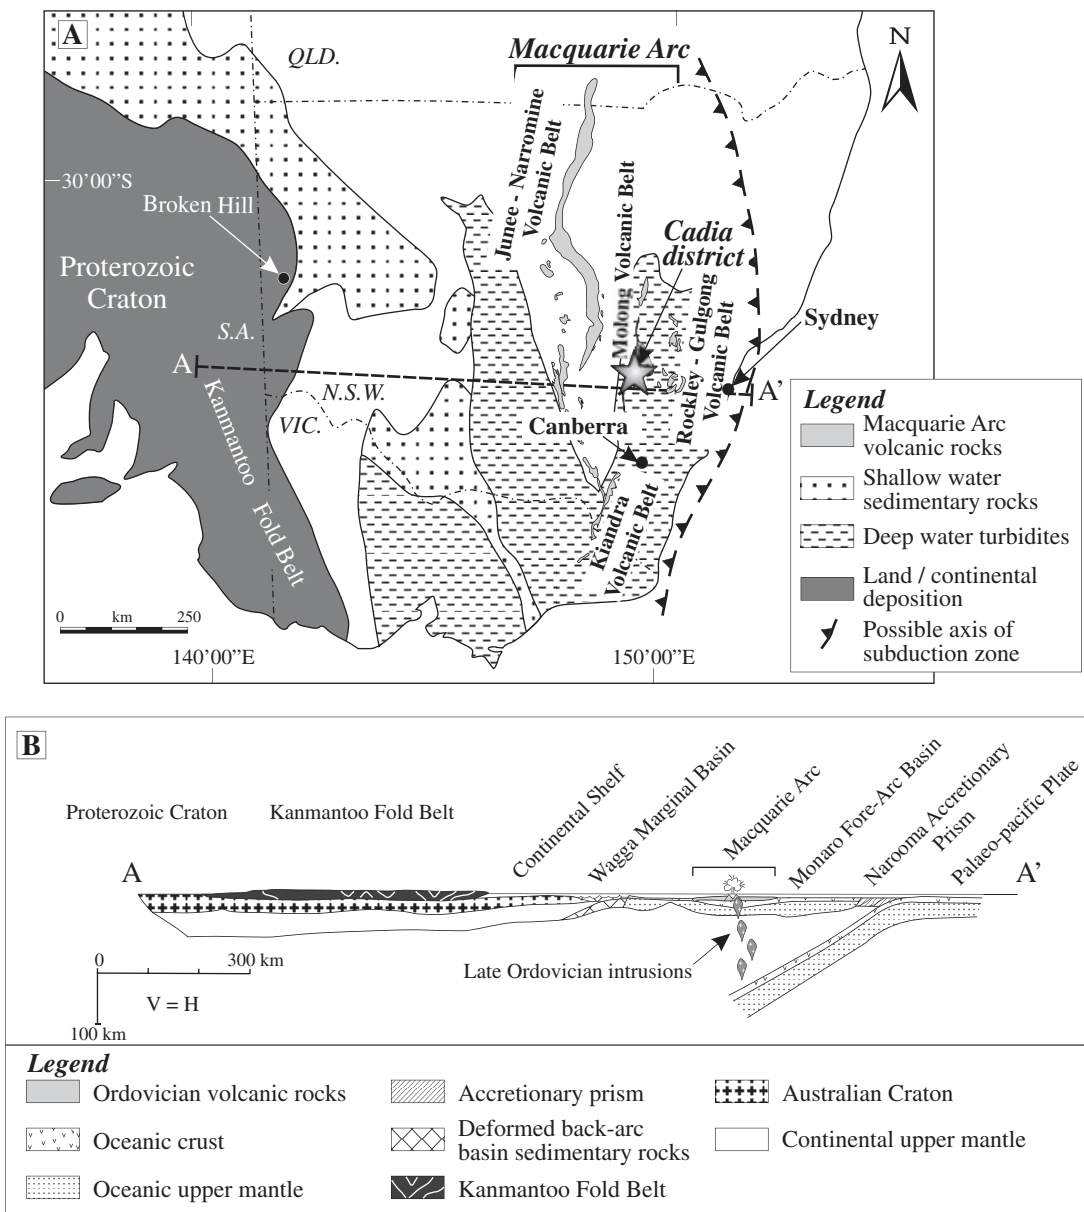 A
QLD.
Macquarie Arc
N
30’00”S
Broken Hill
Proterozoic
Craton
Junee - Narromine
Volcanic Belt
Molong Volcanic Belt
Cadia
district
Rockley - Gulgong
Volcanic Belt
Sydney
S.A.
A
A’
N.S.W.
VIC.
Kanmantoo Fold Belt
Canberra
Kiandra
Volcanic Belt
0 km 250
140’00”E
150’00”E
Legend
Macquarie Arc
volcanic rocks
Shallow water
sedimentary rocks
Deep water turbidites
Land / continental
deposition
Possible axis of
subduction zone
B
Proterozoic Craton
Kanmantoo Fold Belt
Continental Shelf
Wagga Marginal Basin
Macquarie Arc
Monaro Fore-Arc Basin
Narooma Accretionary
Prism
Palaeo-pacific Plate
A
A’
0 300 km
V = H
100 km
Late Ordovician intrusions
Legend
Ordovician volcanic rocks
Oceanic crust
Oceanic upper mantle
Accretionary prism
Deformed back-arc
basin sedimentary rocks
Kanmantoo Fold Belt
Australian Craton
Continental upper mantle